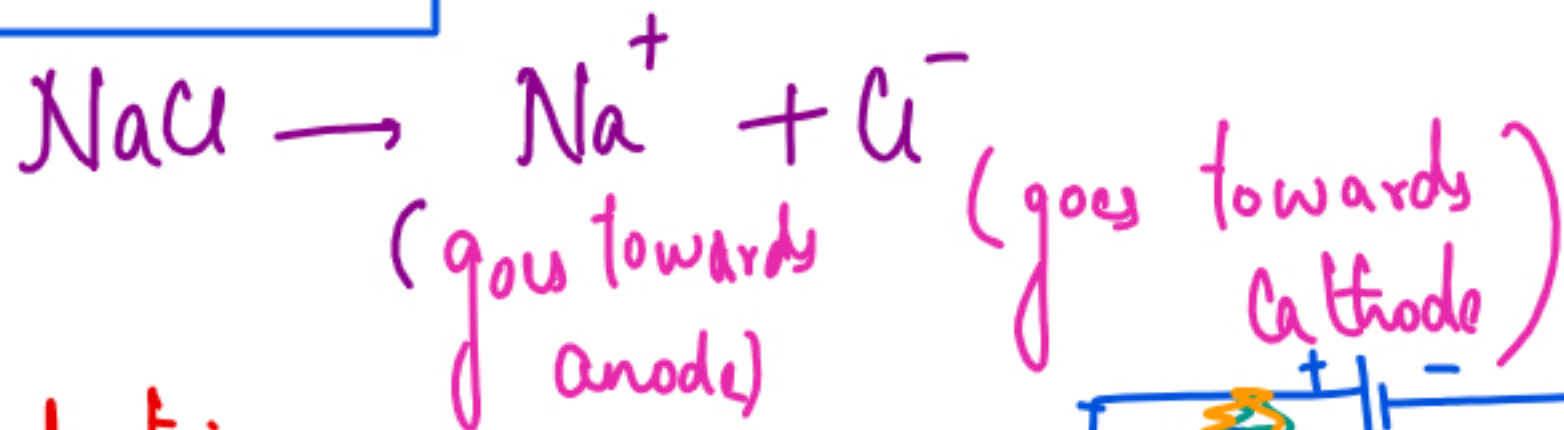 NaCl → Na⁺ + Cl⁻
(goes towards anode)
(goes towards cathode)
+ −